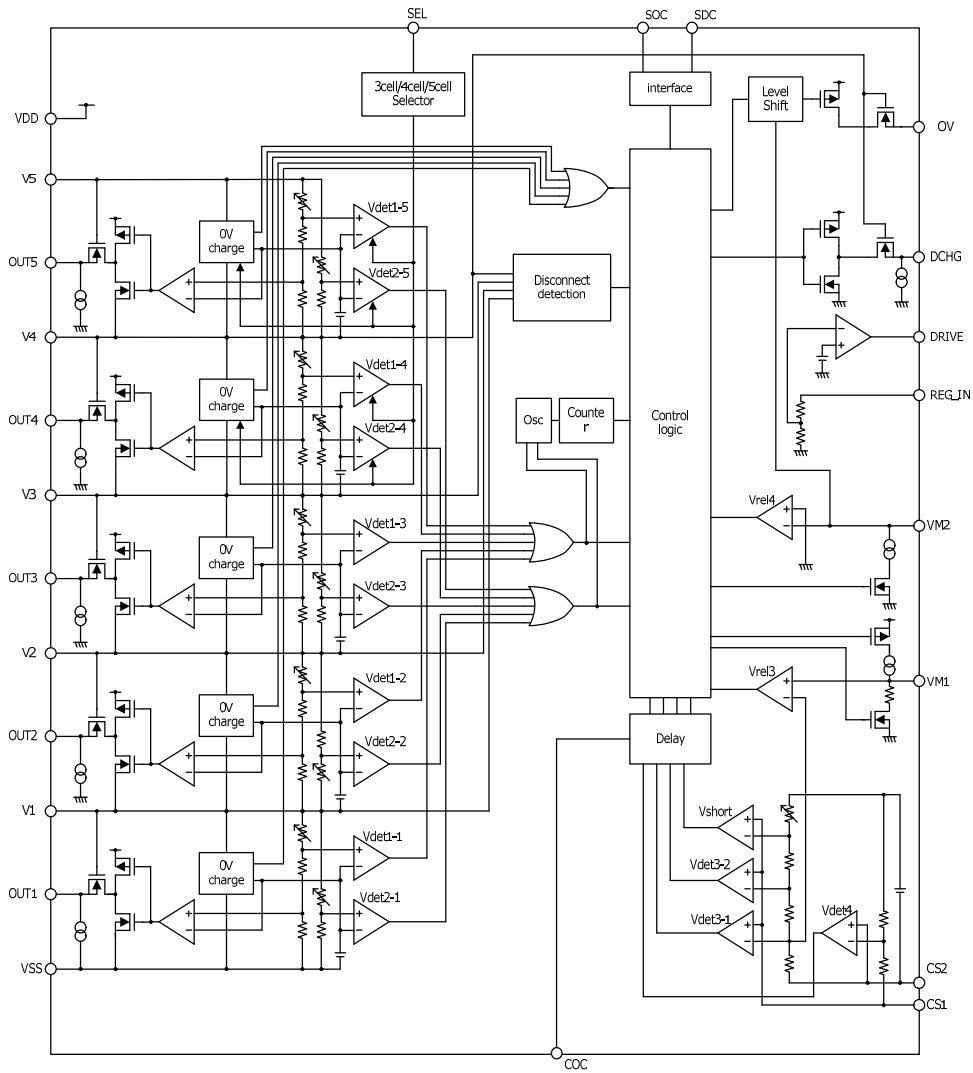 SEL
SOC
SDC
3cell/4cell/5cell
Selector
interface
Level
Shift
VDD
OV
V5
Vdet1-5
0V
charge
OUT5
Vdet2-5
Disconnect
detection
DCHG
V4
DRIVE
Vdet1-4
0V
charge
REG_IN
OUT4
Vdet2-4
Osc
Counte
r
Control
logic
V3
Vrel4
VM2
Vdet1-3
0V
charge
OUT3
Vdet2-3
V2
Vrel3
VM1
Vdet1-2
0V
charge
OUT2
Vdet2-2
Delay
V1
Vshort
Vdet1-1
0V
charge
Vdet3-2
OUT1
Vdet2-1
Vdet3-1
Vdet4
VSS
CS2
CS1
COC